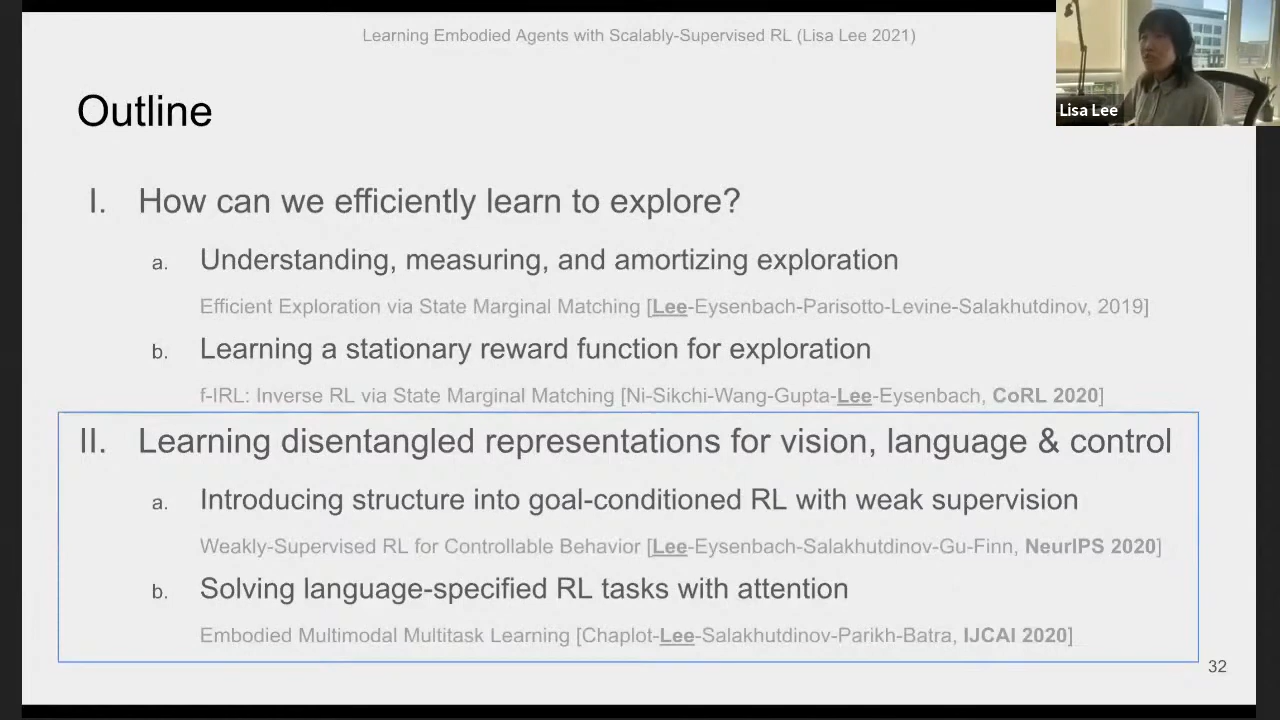 Learning Embodied Agents with Scalably-Supervised RL (Lisa Lee 2021)
Lisa Lee
Outline
I. How can we efficiently learn to explore?
a. Understanding, measuring, and amortizing exploration
Efficient Exploration via State Marginal Matching [Lee-Eysenbach-Parisotto-Levine-Salakhutdinov, 2019]
b. Learning a stationary reward function for exploration
f-IRL: Inverse RL via State Marginal Matching [Ni-Sikchi-Wang-Gupta-Lee-Eysenbach, CoRL 2020]
II. Learning disentangled representations for vision, language & control
a. Introducing structure into goal-conditioned RL with weak supervision
Weakly-Supervised RL for Controllable Behavior [Lee-Eysenbach-Salakhutdinov-Gu-Finn, NeurIPS 2020]
b. Solving language-specified RL tasks with attention
Embodied Multimodal Multitask Learning [Chaplot-Lee-Salakhutdinov-Parikh-Batra, IJCAI 2020]
32